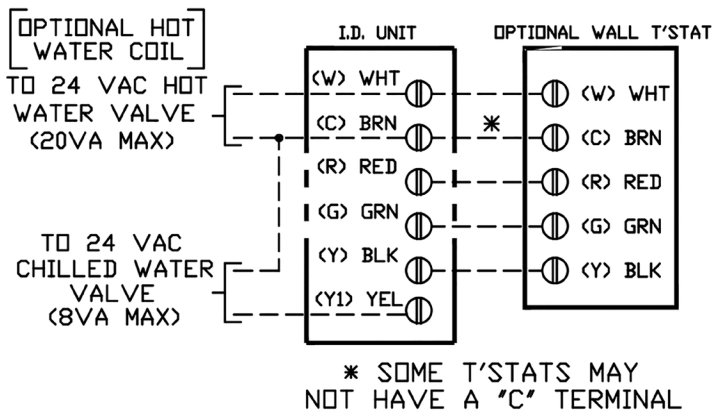 OPTIONAL HOT
WATER COIL
TO 24 VAC HOT
WATER VALVE
(20VA MAX)
TO 24 VAC
CHILLED WATER
VALVE
(8VA MAX)
I.D. UNIT
(W) WHT
(C) BRN
(R) RED
(G) GRN
(Y) BLK
(Y1) YEL
*
OPTIONAL WALL T'STAT
(W) WHT
(C) BRN
(R) RED
(G) GRN
(Y) BLK
* SOME T'STATS MAY
NOT HAVE A "C" TERMINAL